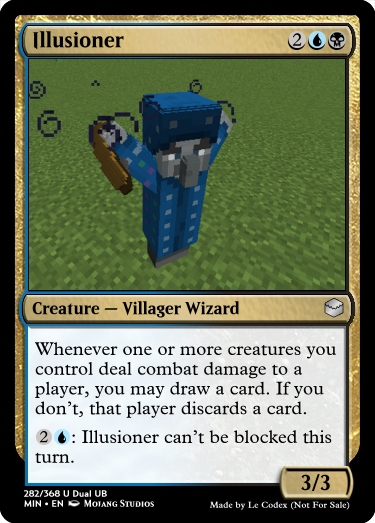 Illusioner 2
Creature — Villager Wizard
Whenever one or more creatures you
control deal combat damage to a
player, you may draw a card. If you
don't, that player discards a card.
2 : Illusioner can't be blocked this
turn.
3/3
282/368 U Dual UB
MIN • EN Mojang Studios
Made by Le Codex (Not For Sale)